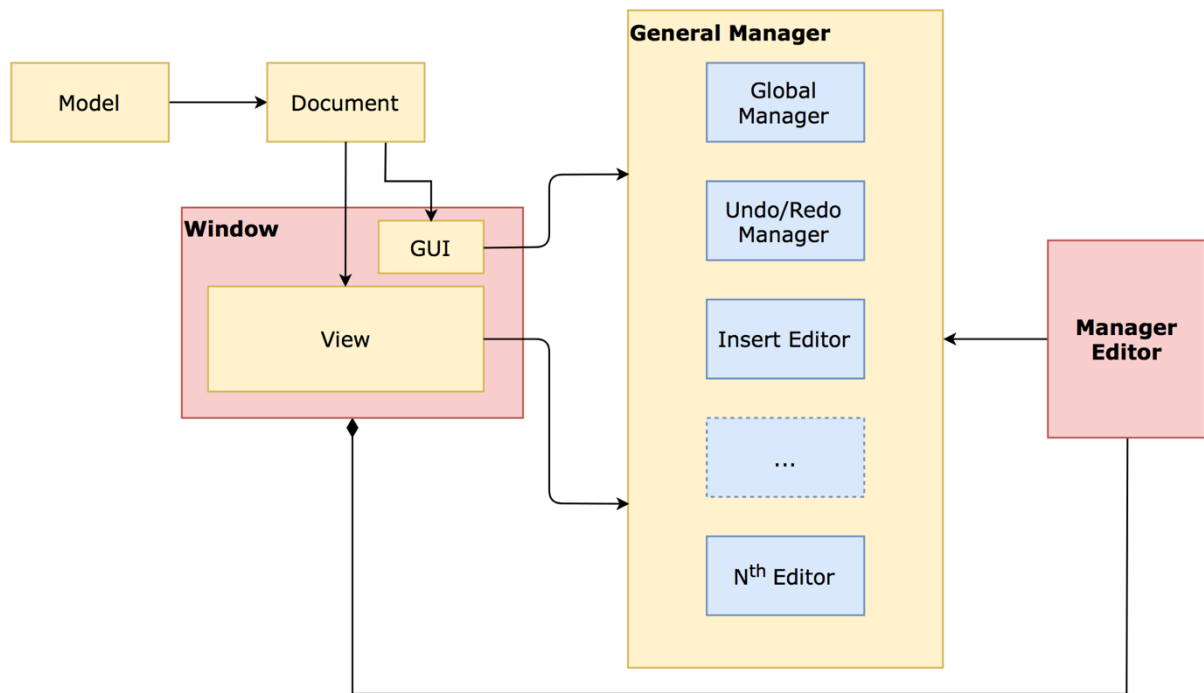 General Manager
Model
Document
Global
Manager
Undo/Redo
Manager
Window
GUI
View
Insert Editor
Manager
Editor
...
Nth Editor